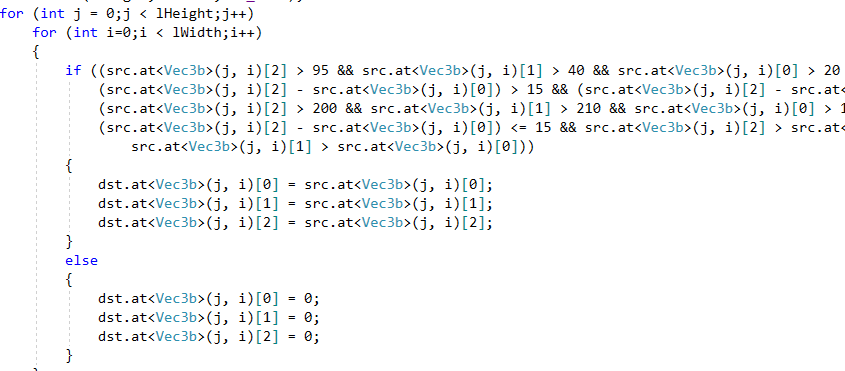 for (int j = 0;j < lHeight;j++)
for (int i=0;i < lWidth;i++)
{
if ((src.at<Vec3b>(j, i)[2] > 95 && src.at<Vec3b>(j, i)[1] > 40 && src.at<Vec3b>(j, i)[0] > 20
(src.at<Vec3b>(j, i)[2] - src.at<Vec3b>(j, i)[0]) > 15 && (src.at<Vec3b>(j, i)[2] - src.at<
(src.at<Vec3b>(j, i)[2] > 200 && src.at<Vec3b>(j, i)[1] > 210 && src.at<Vec3b>(j, i)[0] > 1
(src.at<Vec3b>(j, i)[2] - src.at<Vec3b>(j, i)[0]) <= 15 && src.at<Vec3b>(j, i)[2] > src.at<
src.at<Vec3b>(j, i)[1] > src.at<Vec3b>(j, i)[0]))
{
dst.at<Vec3b>(j, i)[0] = src.at<Vec3b>(j, i)[0];
dst.at<Vec3b>(j, i)[1] = src.at<Vec3b>(j, i)[1];
dst.at<Vec3b>(j, i)[2] = src.at<Vec3b>(j, i)[2];
}
else
{
dst.at<Vec3b>(j, i)[0] = 0;
dst.at<Vec3b>(j, i)[1] = 0;
dst.at<Vec3b>(j, i)[2] = 0;
}